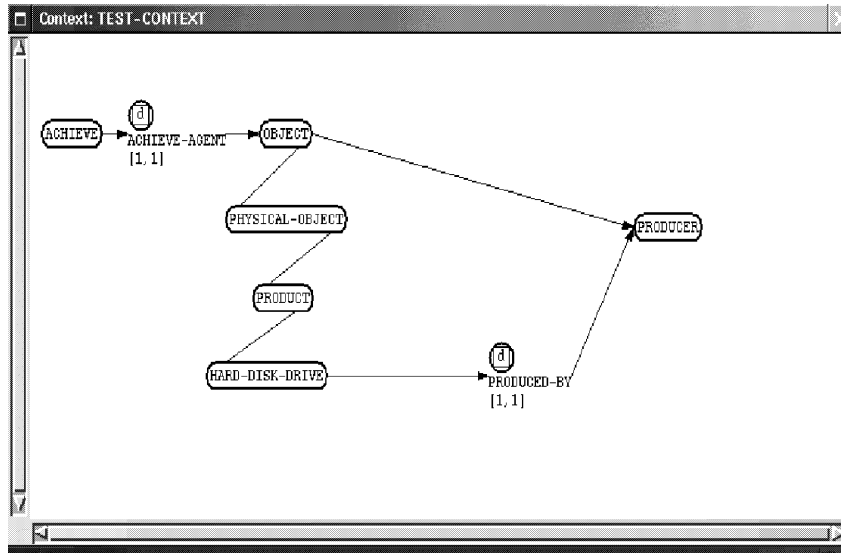 Context: TEST-CONTEXT
d
ACHIEVE
ACHIEVE-AGENT
[1,1]
OBJECT
PHYSICAL-OBJECT
PRODUCER
PRODUCT
d
HARD-DISK-DRIVE
PRODUCED-BY
[1,1]